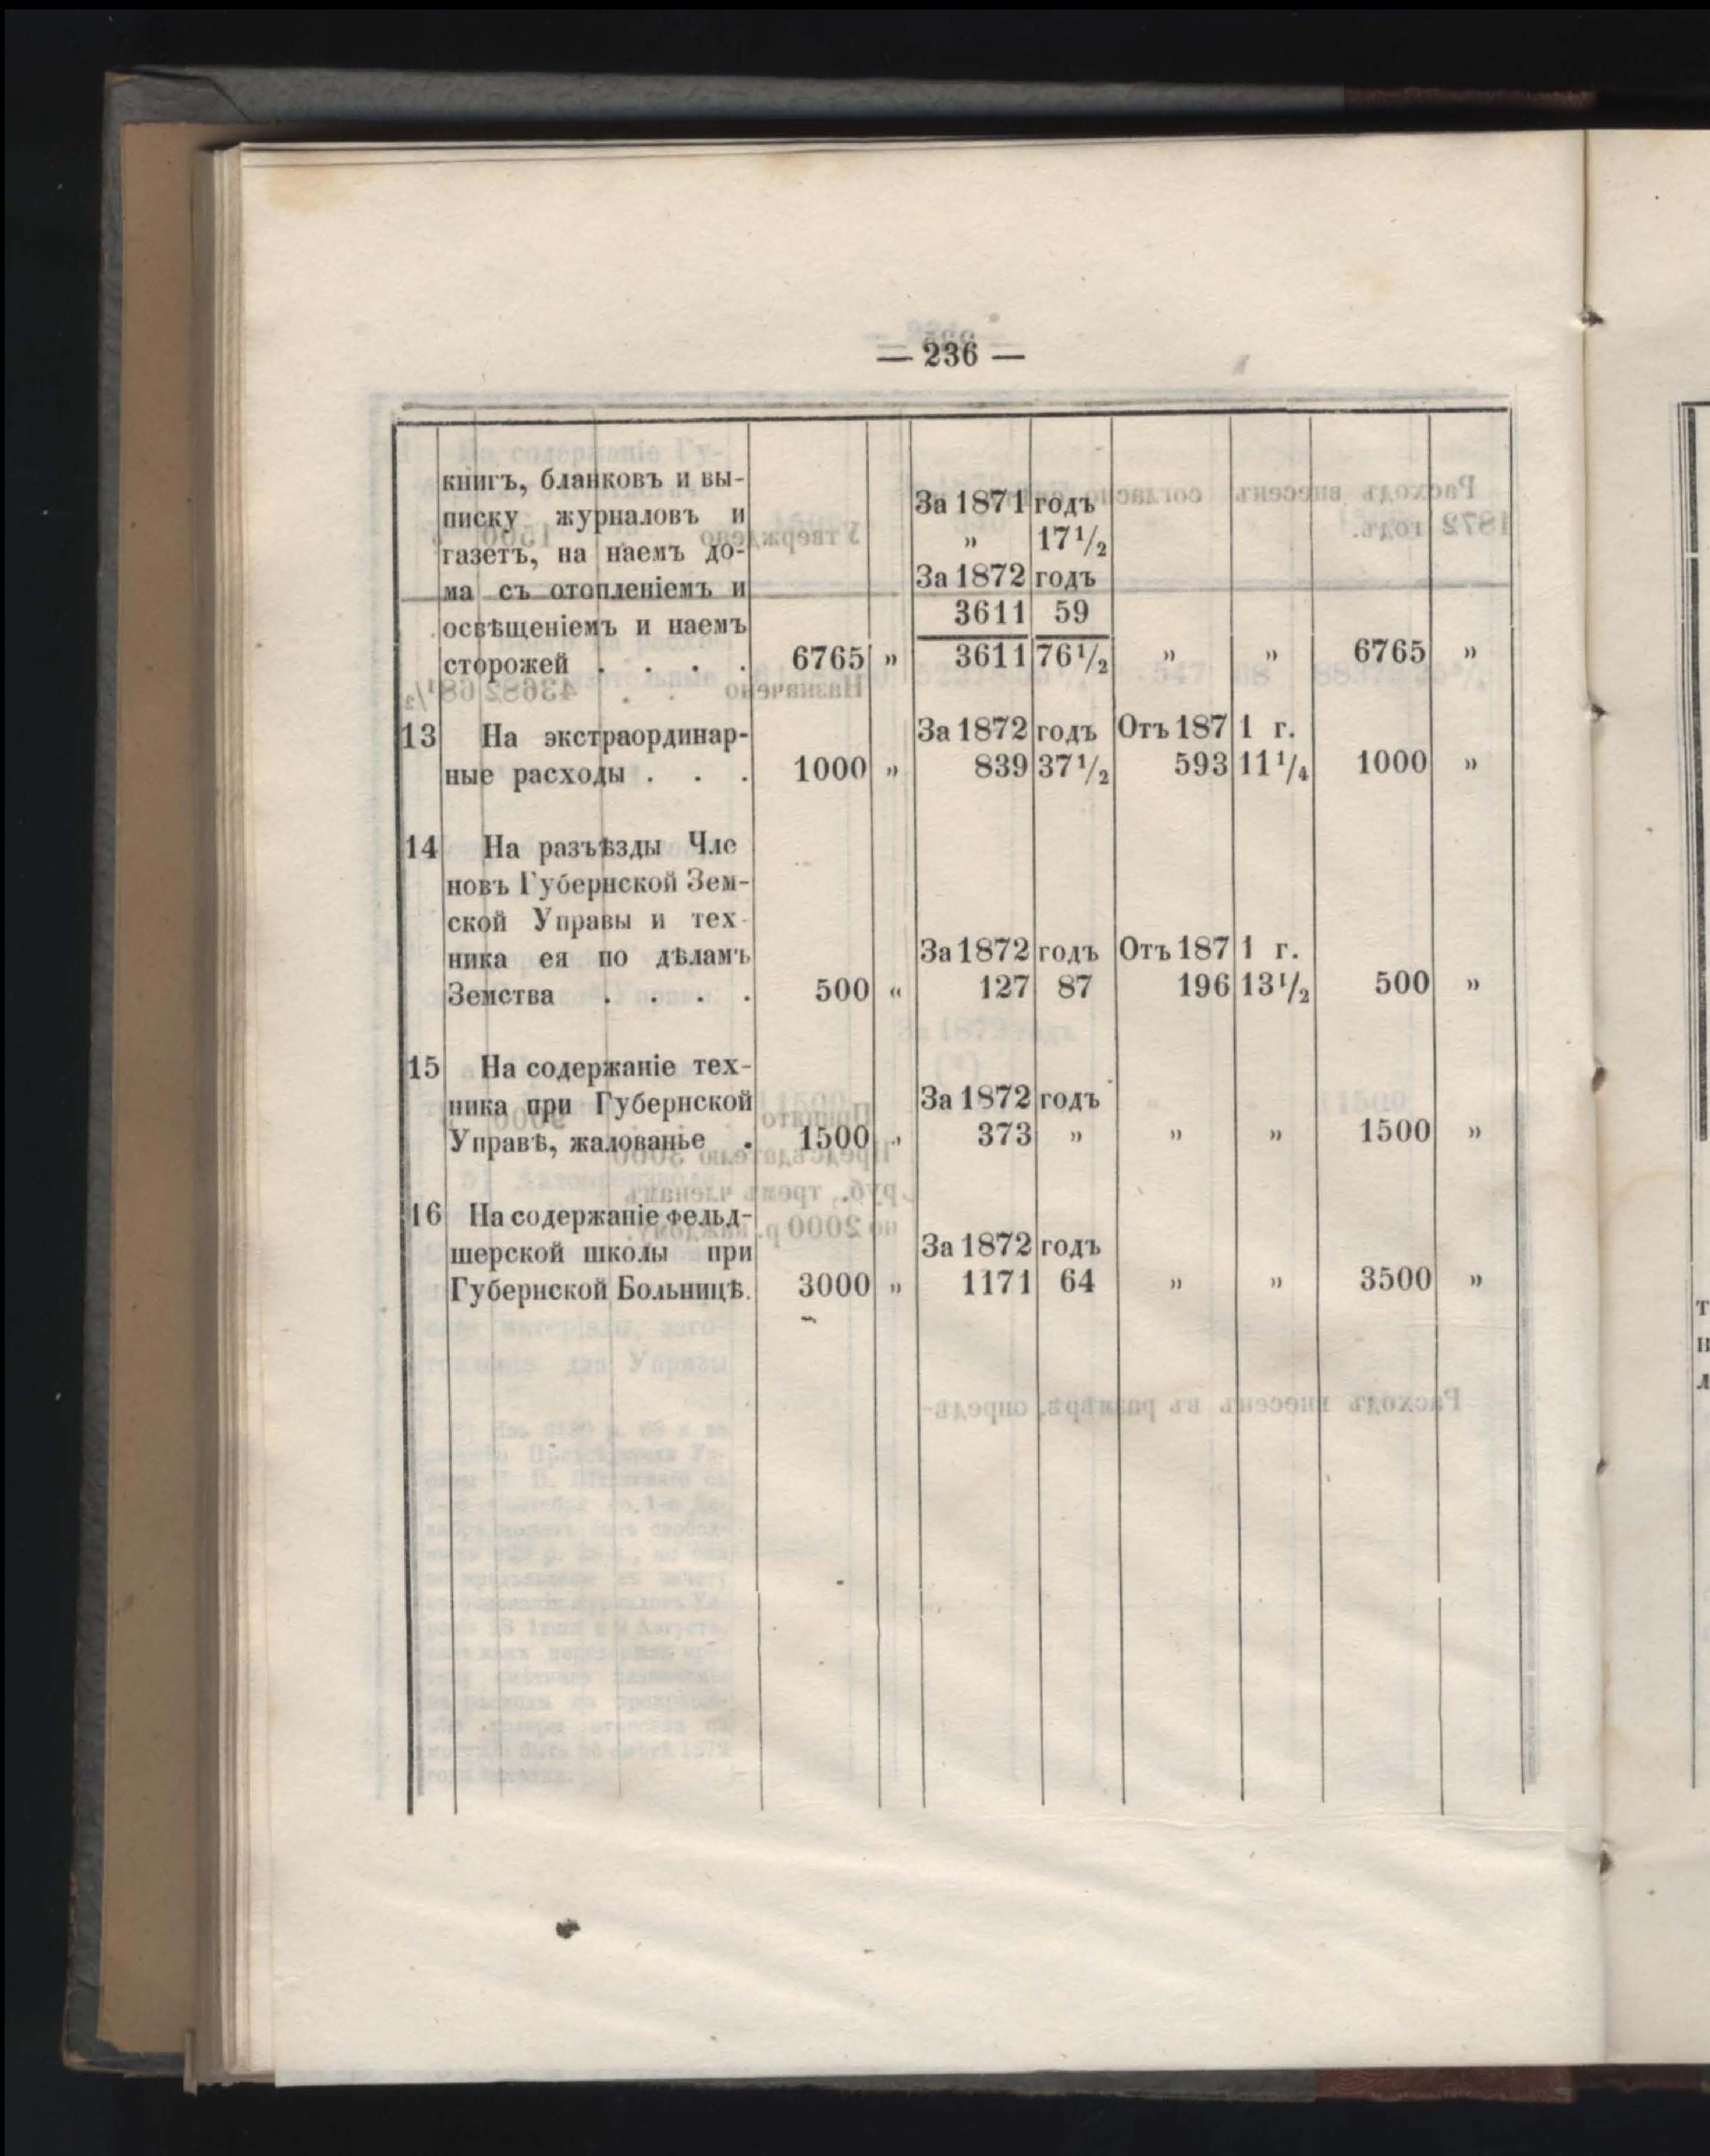 — 236 —
книгъ, бланковъ и вы-
писку журналовъ и За 1871 годъ
газетъ, на наемъ до- „ 17½
ма съ отопленіемъ и За 1872 годъ
освѣщеніемъ и наемъ 3611 59
сторожей . . . . 6765 „ 3611 76½ „ „ 6765 „
13 На экстраординар- За 1872 годъ Отъ 1871 г.
ные расходы . . . 1000 „ 839 37½ 593 11¼ 1000 „
14 На разъѣзды Чле
новъ Губернской Зем-
ской Управы и тех-
ника ея по дѣламъ За 1872 годъ Отъ 1871 г.
Земства . . . . 500 „ 127 87 196 13½ 500 „
15 На содержаніе тех-
ника при Губернской За 1872 годъ
Управѣ, жалованье . 1500 „ 373 „ „ „ 1500 „
16 На содержаніе фельд-
шерской школы при За 1872 годъ
Губернской Больницѣ. 3000 „ 1171 64 „ „ 3500 „